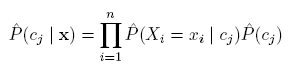 P̂(c_j | x) = ∏_{i=1}^{n} P̂(X_i = x_i | c_j)P̂(c_j)